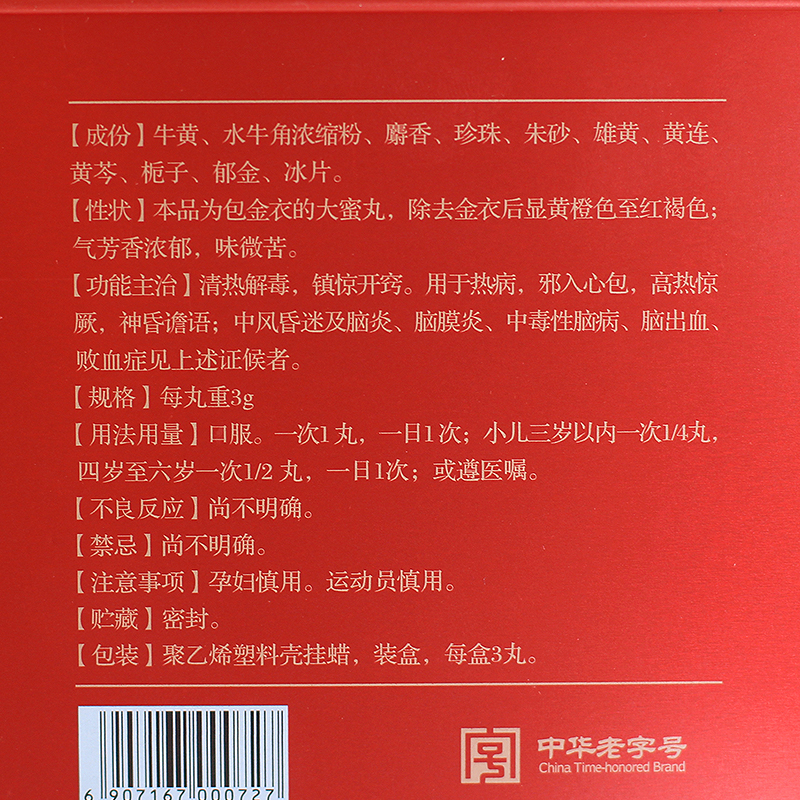 【成份】牛黄、水牛角浓缩粉、麝香、珍珠、朱砂、雄黄、黄连、
黄芩、栀子、郁金、冰片。
【性状】本品为包金衣的大蜜丸，除去金衣后显黄橙色至红褐色；
气芳香浓郁，味微苦。
【功能主治】清热解毒，镇惊开窍。用于热病，邪入心包，高热惊
厥，神昏谵语；中风昏迷及脑炎、脑膜炎、中毒性脑病、脑出血、
败血症见上述证候者。
【规格】每丸重3g
【用法用量】口服。一次1丸，一日1次；小儿三岁以内一次1/4丸，
四岁至六岁一次1/2丸，一日1次；或遵医嘱。
【不良反应】尚不明确。
【禁忌】尚不明确。
【注意事项】孕妇慎用。运动员慎用。
【贮藏】密封。
【包装】聚乙烯塑料壳挂蜡，装盒，每盒3丸。
中华老字号
China Time-honored Brand
6 907167 000727